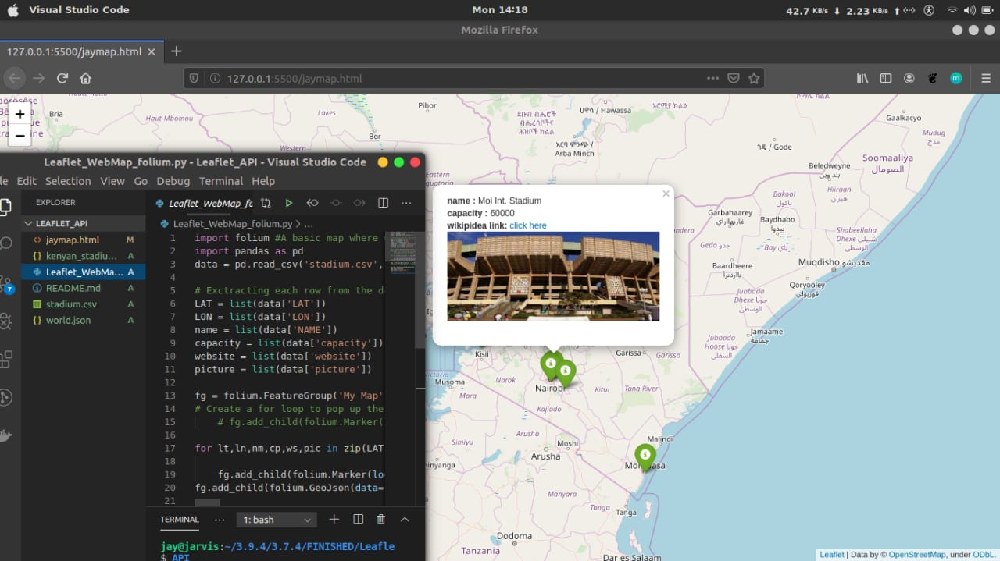 Visual Studio Code
Mon 14:18
42.7 KB/s ⬇ 2.23 KB/s ⬆
Mozilla Firefox
127.0.0.1:5500/jaymap.html
127.0.0.1:5500/jaymap.html
Bria
Haut-Mbomou
Lakes
Pibor
Bor
Western
Eastern
ሀዋሳ / Hawassa
አርባ ምንጭ /
Arba Minch
ጎዴ / Gode
Gaalkacyo
Mudug
مدج
Soomaaliya
الصومال
Beledweyne
بلد وين
Hiiraan
هيران
Bakool
باكول
Garbahaarey
Baydhabo
بيدوا
Gedo
Bay باي
Shabeellaha
Dhexe
الوسطى
Muqdisho مقديشو
Baardheere
Qoryooley
قوريولي
Jubbada
Dhexe جوبا
الوسطى
Jamaame
جمامة
Jubbada
Hoose جوبا
السفلى
+
−
Leaflet_WebMap_folium.py - Leaflet_API - Visual Studio Code
le Edit Selection View Go Debug Terminal Help
EXPLORER
LEAFLET_API
jaymap.html M
kenyan_stadiu... A
Leaflet_WebMa... A
README.md A
stadium.csv A
world.json A
7
Leaflet_WebMap_fo
Leaflet_WebMap_folium.py > ...
1 import folium #A basic map where
2 import pandas as pd
3 data = pd.read_csv('stadium.csv',
4
5 # Exctracting each row from the da
6 LAT = list(data['LAT'])
7 LON = list(data['LON'])
8 name = list(data['NAME'])
9 capacity = list(data['capacity'])
10 website = list(data['website'])
11 picture = list(data['picture'])
12
13 fg = folium.FeatureGroup('My Map'
14 # Create a for loop to pop up the
15 # fg.add_child(folium.Marker(
16
17 for lt,ln,nm,cp,ws,pic in zip(LAT
18
19 fg.add_child(folium.Marker(lo
20 fg.add_child(folium.GeoJson(data=
21
TERMINAL ... 1: bash
jay@jarvis:~/3.9.4/3.7.4/FINISHED/Leafle
$ API
name : Moi Int. Stadium
capacity : 60000
wikipidea link: click here
×
Kisii
Garissa
Garissa
Musoma
Mara
Narok
Nairobi
Kitui
Tana River
Kajiado
Simiyu
Arusha
Moshi
Arusha
Malindi
Mombasa
hinyanga
Manyara
Tanga
Tanga
Dodoma
Tanzania
Dar es Salaam
Leaflet | Data by © OpenStreetMap, under ODbL.